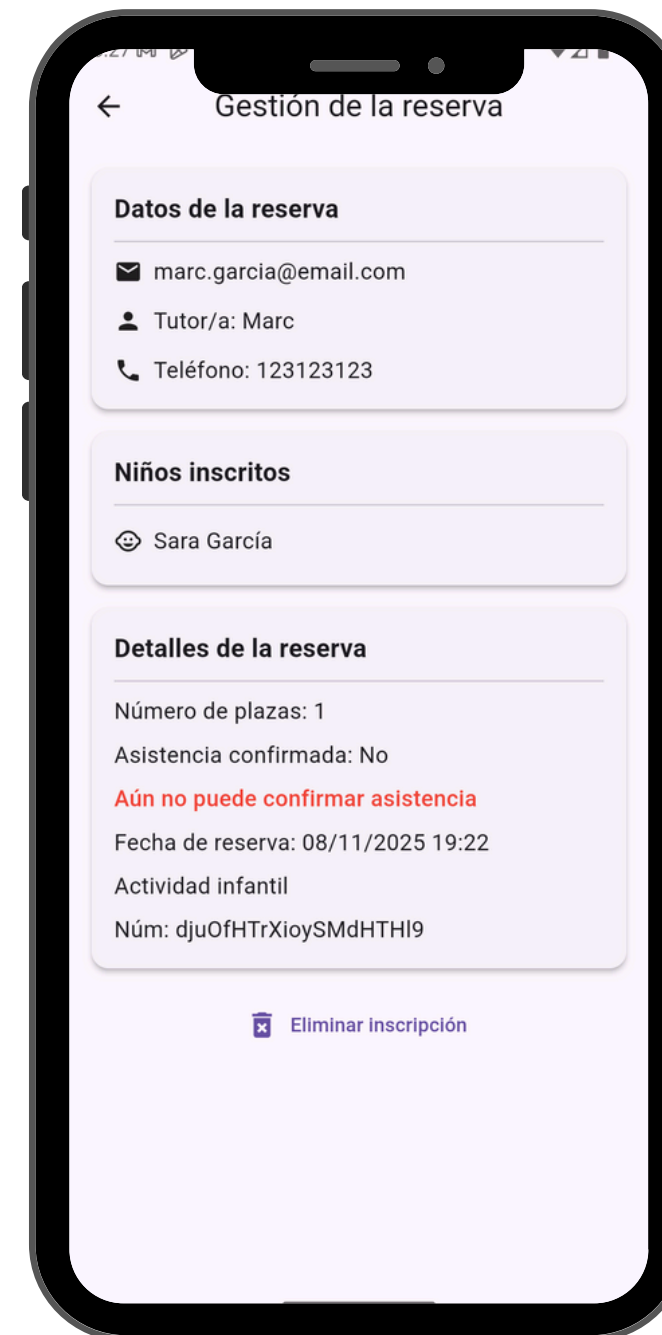 Gestión de la reserva
Datos de la reserva
marc.garcia@email.com
Tutor/a: Marc
Teléfono: 123123123
Niños inscritos
Sara García
Detalles de la reserva
Número de plazas: 1
Asistencia confirmada: No
Aún no puede confirmar asistencia
Fecha de reserva: 08/11/2025 19:22
Actividad infantil
Núm: djuOfHTrXioySMdHTHl9
Eliminar inscripción